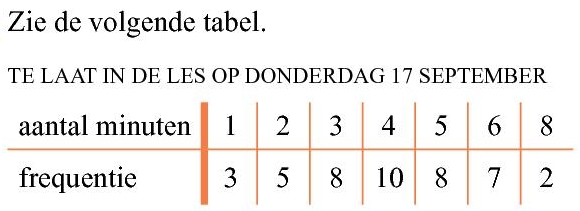 Zie de volgende tabel.
TE LAAT IN DE LES OP DONDERDAG 17 SEPTEMBER
aantal minuten 1 2 3 4 5 6 8
frequentie 3 5 8 10 8 7 2